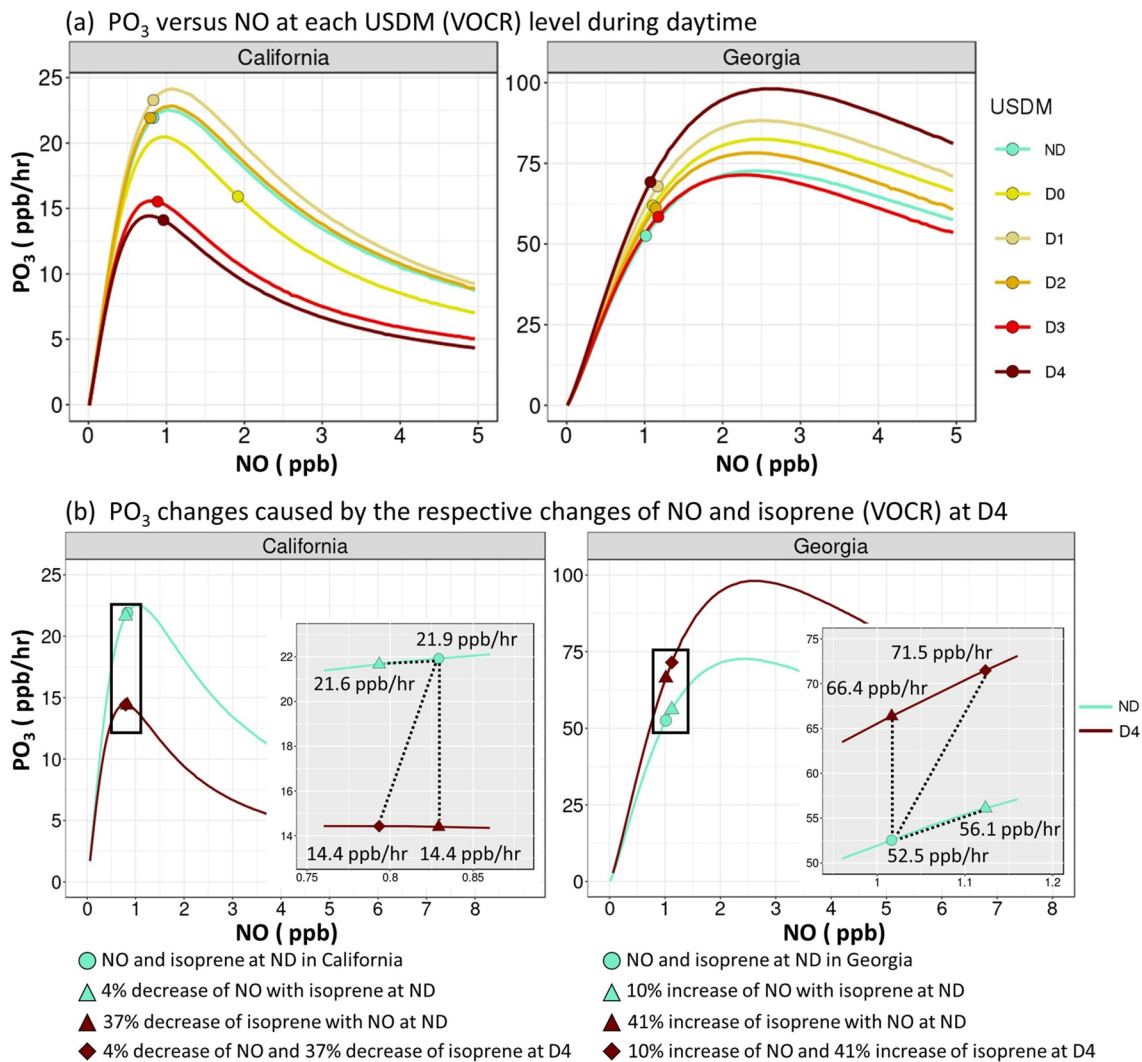 (a) PO₃ versus NO at each USDM (VOCR) level during daytime
California
Georgia
25
20
15
10
5
0
PO₃ ( ppb/hr)
0 1 2 3 4 5
NO ( ppb)
100
75
50
25
0
0 1 2 3 4 5
NO ( ppb)
USDM
ND
D0
D1
D2
D3
D4
(b) PO₃ changes caused by the respective changes of NO and isoprene (VOCR) at D4
California
Georgia
25
20
15
10
5
0
PO₃ ( ppb/hr)
0 1 2 3 4 5 6 7 8
NO ( ppb)
22
20
18
16
14
0.75 0.8 0.85
21.9 ppb/hr
21.6 ppb/hr
14.4 ppb/hr
14.4 ppb/hr
100
75
50
25
0
0 1 2 3 4 5 6 7 8
NO ( ppb)
75
70
65
60
55
50
1 1.1 1.2
71.5 ppb/hr
66.4 ppb/hr
56.1 ppb/hr
52.5 ppb/hr
ND
D4
NO and isoprene at ND in California
4% decrease of NO with isoprene at ND
37% decrease of isoprene with NO at ND
4% decrease of NO and 37% decrease of isoprene at D4
NO and isoprene at ND in Georgia
10% increase of NO with isoprene at ND
41% increase of isoprene with NO at ND
10% increase of NO and 41% increase of isoprene at D4